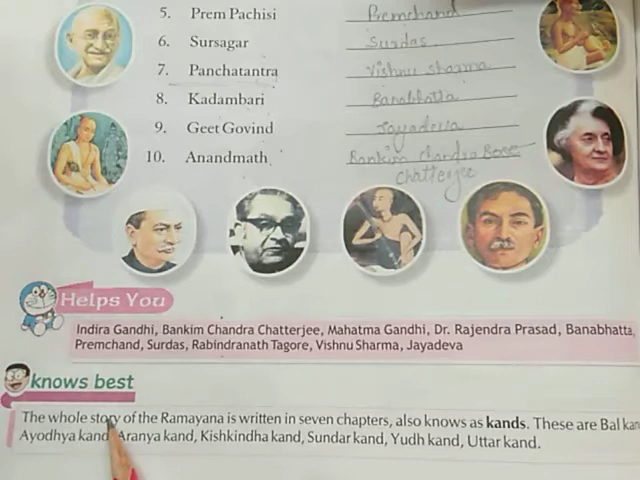 5. Prem Pachisi Premchand
6. Sursagar Surdas
7. Panchatantra Vishnu Sharma
8. Kadambari Banabhatta
9. Geet Govind Jayadeva
10. Anandmath Bankim Chandra Bose
Chatterjee
Helps You
Indira Gandhi, Bankim Chandra Chatterjee, Mahatma Gandhi, Dr. Rajendra Prasad, Banabhatta,
Premchand, Surdas, Rabindranath Tagore, Vishnu Sharma, Jayadeva
knows best
The whole story of the Ramayana is written in seven chapters, also knows as kands. These are Bal kan
Ayodhya kand, Aranya kand, Kishkindha kand, Sundar kand, Yudh kand, Uttar kand.